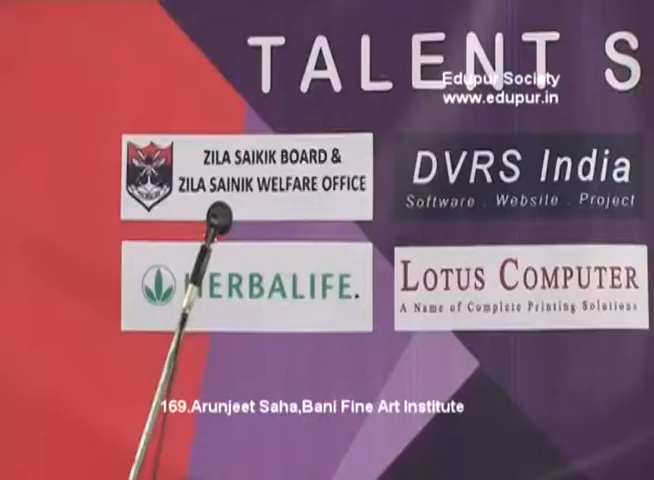 TALENT S
Edupur Society
www.edupur.in
ZILA SAIKIK BOARD &
ZILA SAINIK WELFARE OFFICE
DVRS India
Software . Website . Project
HERBALIFE.
LOTUS COMPUTER
A Name of Complete Printing Solutions
169.Arunjeet Saha,Bani Fine Art Institute